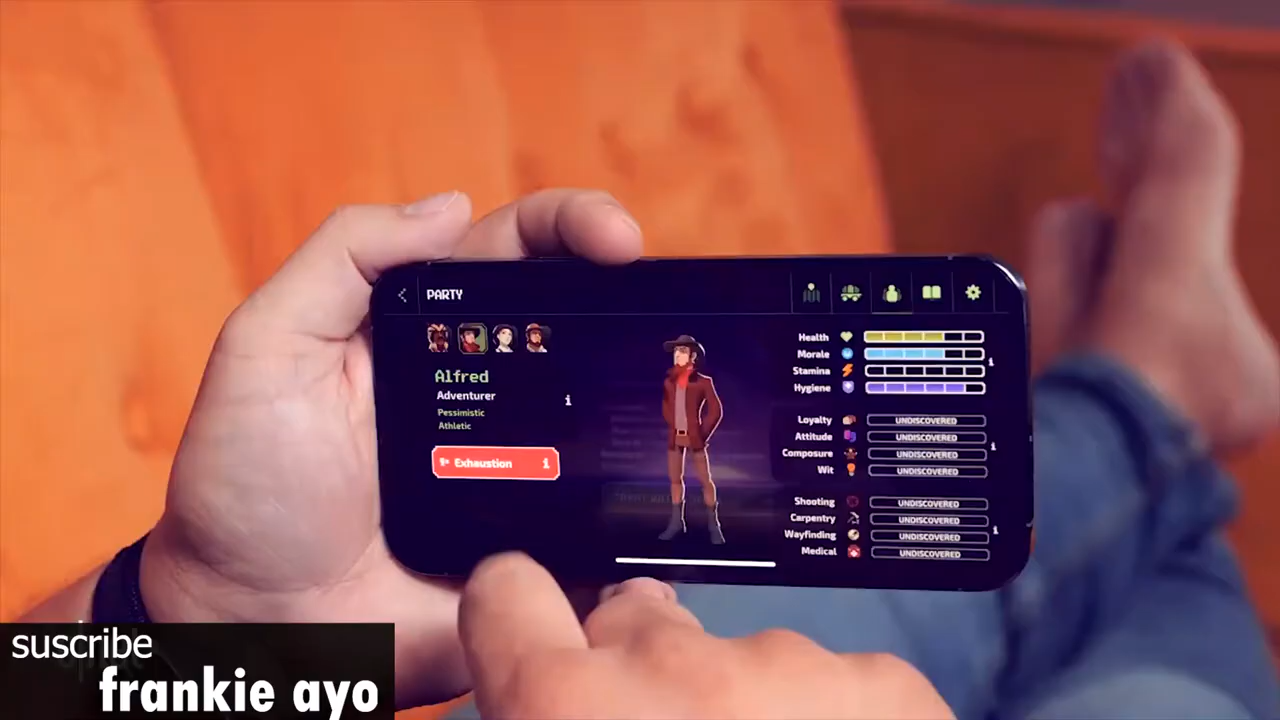 PARTY
Alfred
Adventurer
Pessimistic
Athletic
Exhaustion
Health
Morale
Stamina
Hygiene
Loyalty UNDISCOVERED
Attitude UNDISCOVERED
Composure UNDISCOVERED
Wit UNDISCOVERED
Shooting UNDISCOVERED
Carpentry UNDISCOVERED
Wayfinding UNDISCOVERED
Medical UNDISCOVERED
suscribe
frankie ayo